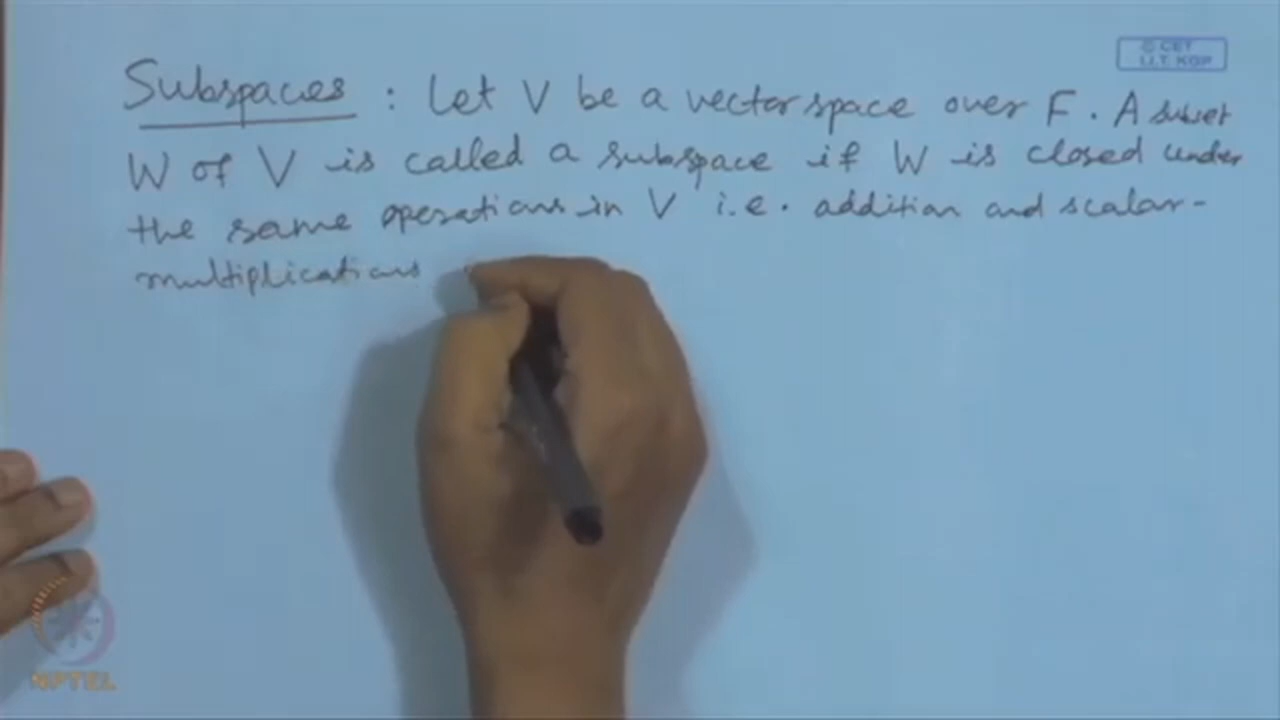 © CET
I.I.T. KGP
Subspaces : Let V be a vector space over F. A subset
W of V is called a subspace if W is closed under
the same operations in V i.e. addition and scalar-
multiplications
NPTEL